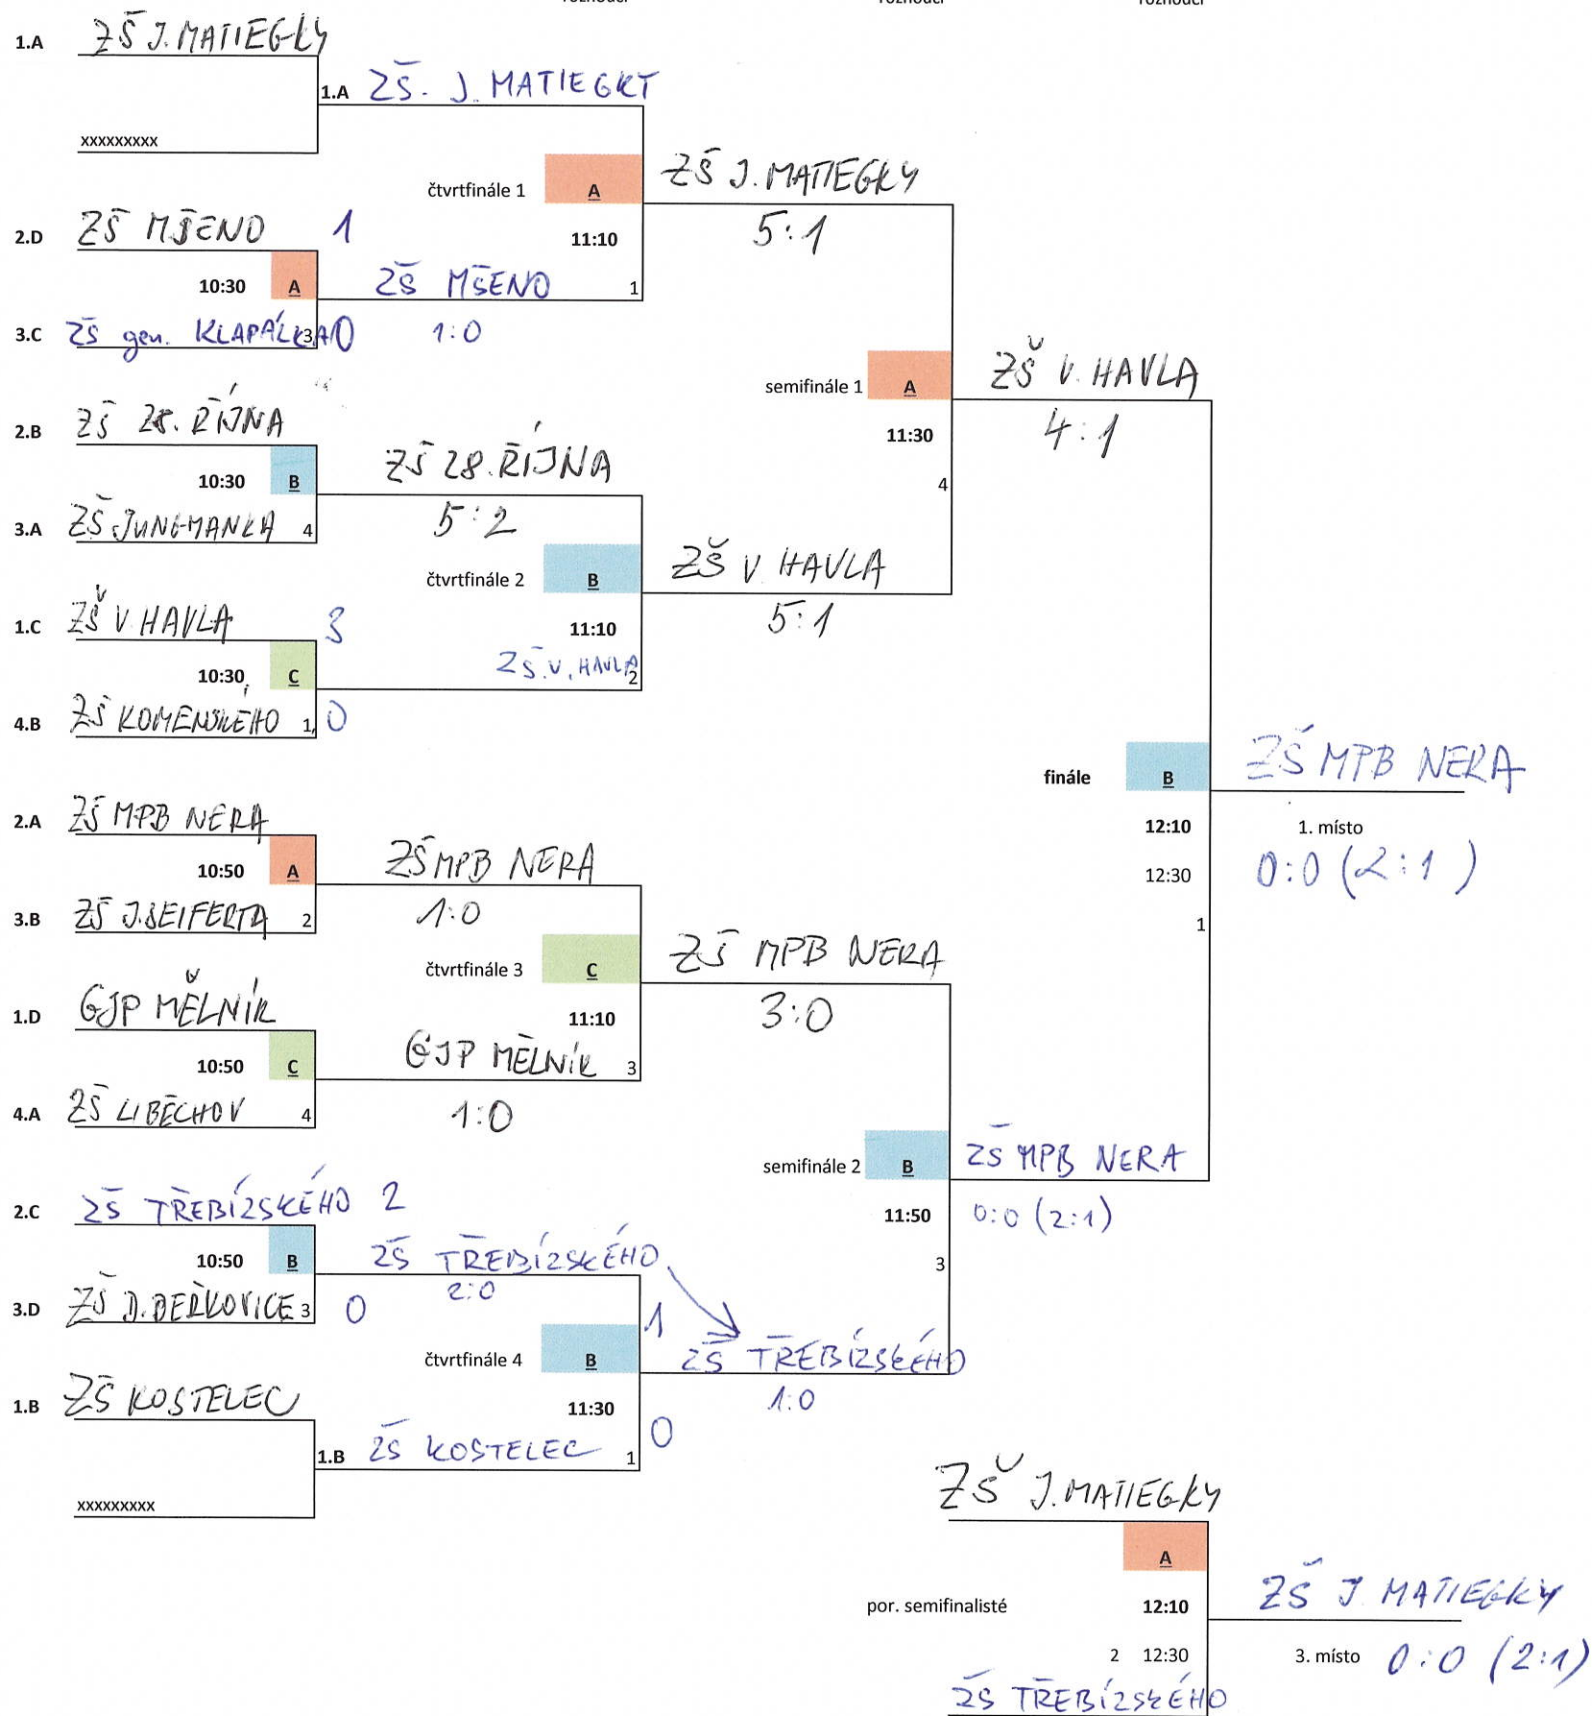 1.A ZŠ J. MATIEGKY
1.A ZŠ. J. MATIEGKY
xxxxxxxxx
čtvrtfinále 1 A ZŠ J. MATIEGKY
2.D ZŠ MŠENO 1
11:10 5:1
10:30 A ZŠ MŠENO 1
3.C ZŠ gen. KLAPÁLKA 3 0 1:0
semifinále 1 A ZŠ V. HAVLA
2.B ZŠ 28. ŘÍJNA
11:30 4:1
10:30 B ZŠ 28. ŘÍJNA
4
3.A ZŠ JUNGMANKA 4 5:2
čtvrtfinále 2 B ZŠ V HAVLA
1.C ZŠ V. HAVLA 3
11:10 5:1
10:30 C ZŠ. V. HAVLA 2
4.B ZŠ KOMENSKÉHO 1 0
finále B ZŠ MPB NERA
2.A ZŠ MPB NERA
12:10 1. místo
10:50 A ZŠ MPB NERA
12:30 0:0 (2:1)
3.B ZŠ J. SEIFERTA 2 1:0
1
čtvrtfinále 3 C ZŠ MPB NERA
1.D GJP MĚLNÍK
11:10 3:0
10:50 C GJP MĚLNÍK 3
4.A ZŠ LIBĚCHOV 4 1:0
semifinále 2 B ZŠ MPB NERA
2.C ZŠ TŘEBÍZSKÉHO 2
11:50 0:0 (2:1)
10:50 B ZŠ TŘEBÍZSKÉHO
3
2:0
3.D ZŠ D. BEŘKOVICE 3 0
1
čtvrtfinále 4 B ZŠ TŘEBÍZSKÉHO
1.B ZŠ KOSTELEC
11:30 1:0
0
1.B ZŠ KOSTELEC 1
xxxxxxxxx
ZŠ J. MATIEGKY
A
por. semifinalisté 12:10 ZŠ J MATIEGKY
2 12:30 3. místo 0:0 (2:1)
ZŠ TŘEBÍZSKÉHO